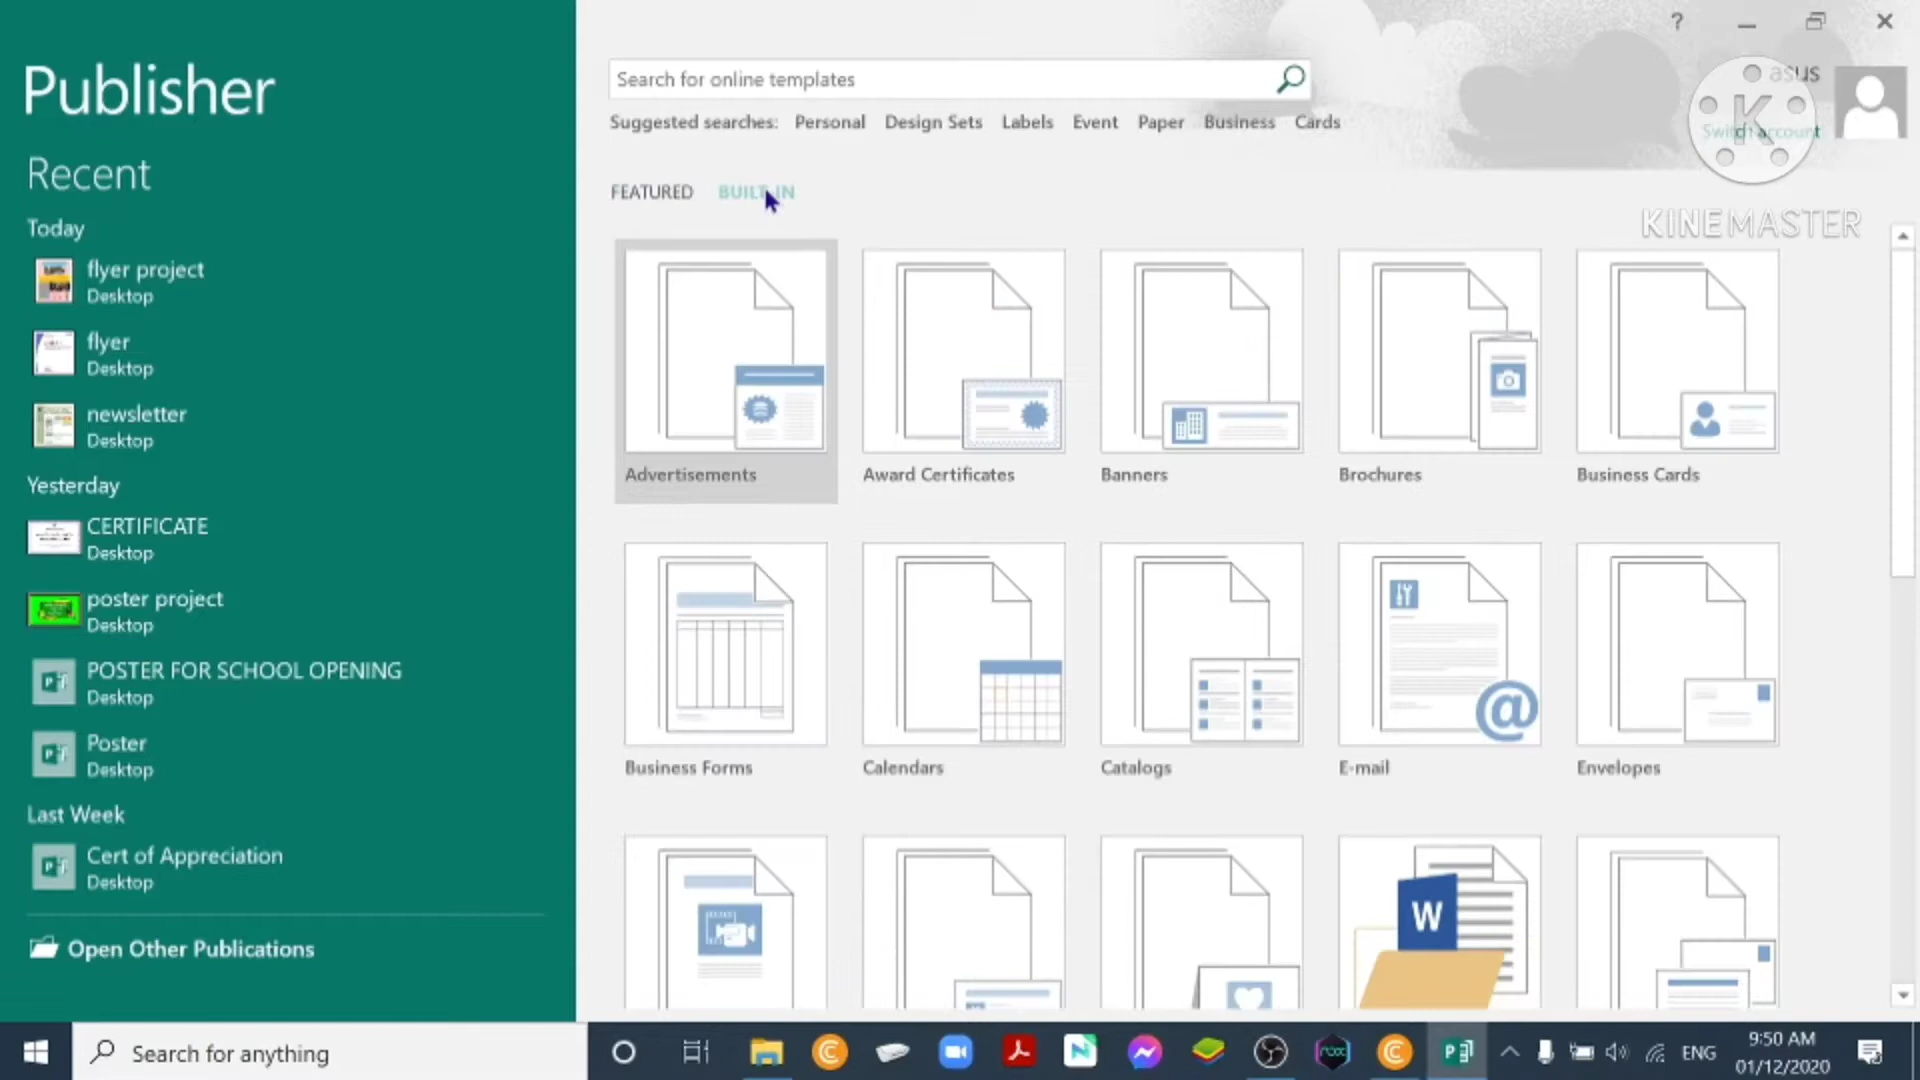 Publisher
Recent
Today
flyer project
Desktop
flyer
Desktop
newsletter
Desktop
Yesterday
CERTIFICATE
Desktop
poster project
Desktop
POSTER FOR SCHOOL OPENING
Desktop
Poster
Desktop
Last Week
Cert of Appreciation
Desktop
Open Other Publications
Search for online templates
Suggested searches: Personal Design Sets Labels Event Paper Business Cards
asus
Switch account
K
KINEMASTER
FEATURED BUILT-IN
Advertisements Award Certificates Banners Brochures Business Cards
Business Forms Calendars Catalogs E-mail Envelopes
W
Search for anything
ENG
9:50 AM
01/12/2020